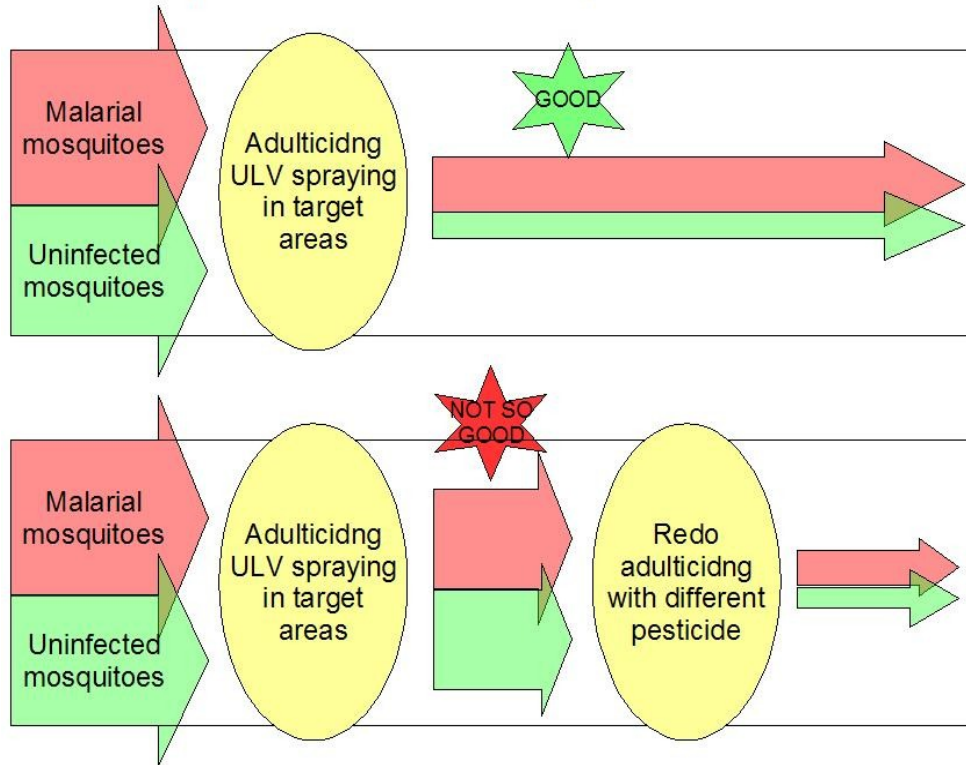 Malarial
mosquitoes
Uninfected
mosquitoes
Adulticidng
ULV spraying
in target
areas
GOOD
Malarial
mosquitoes
Uninfected
mosquitoes
Adulticidng
ULV spraying
in target
areas
NOT SO
GOOD
Redo
adulticidng
with different
pesticide